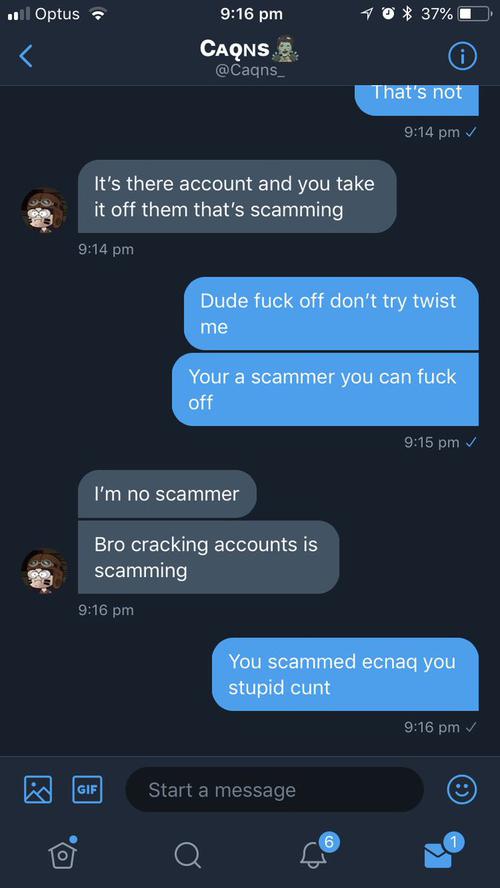 Optus 9:16 pm 37%
CAQNS
@Caqns_
That's not
9:14 pm
It's there account and you take
it off them that's scamming
9:14 pm
Dude fuck off don't try twist
me
Your a scammer you can fuck
off
9:15 pm
I'm no scammer
Bro cracking accounts is
scamming
9:16 pm
You scammed ecnaq you
stupid cunt
9:16 pm
GIF Start a message
6 1